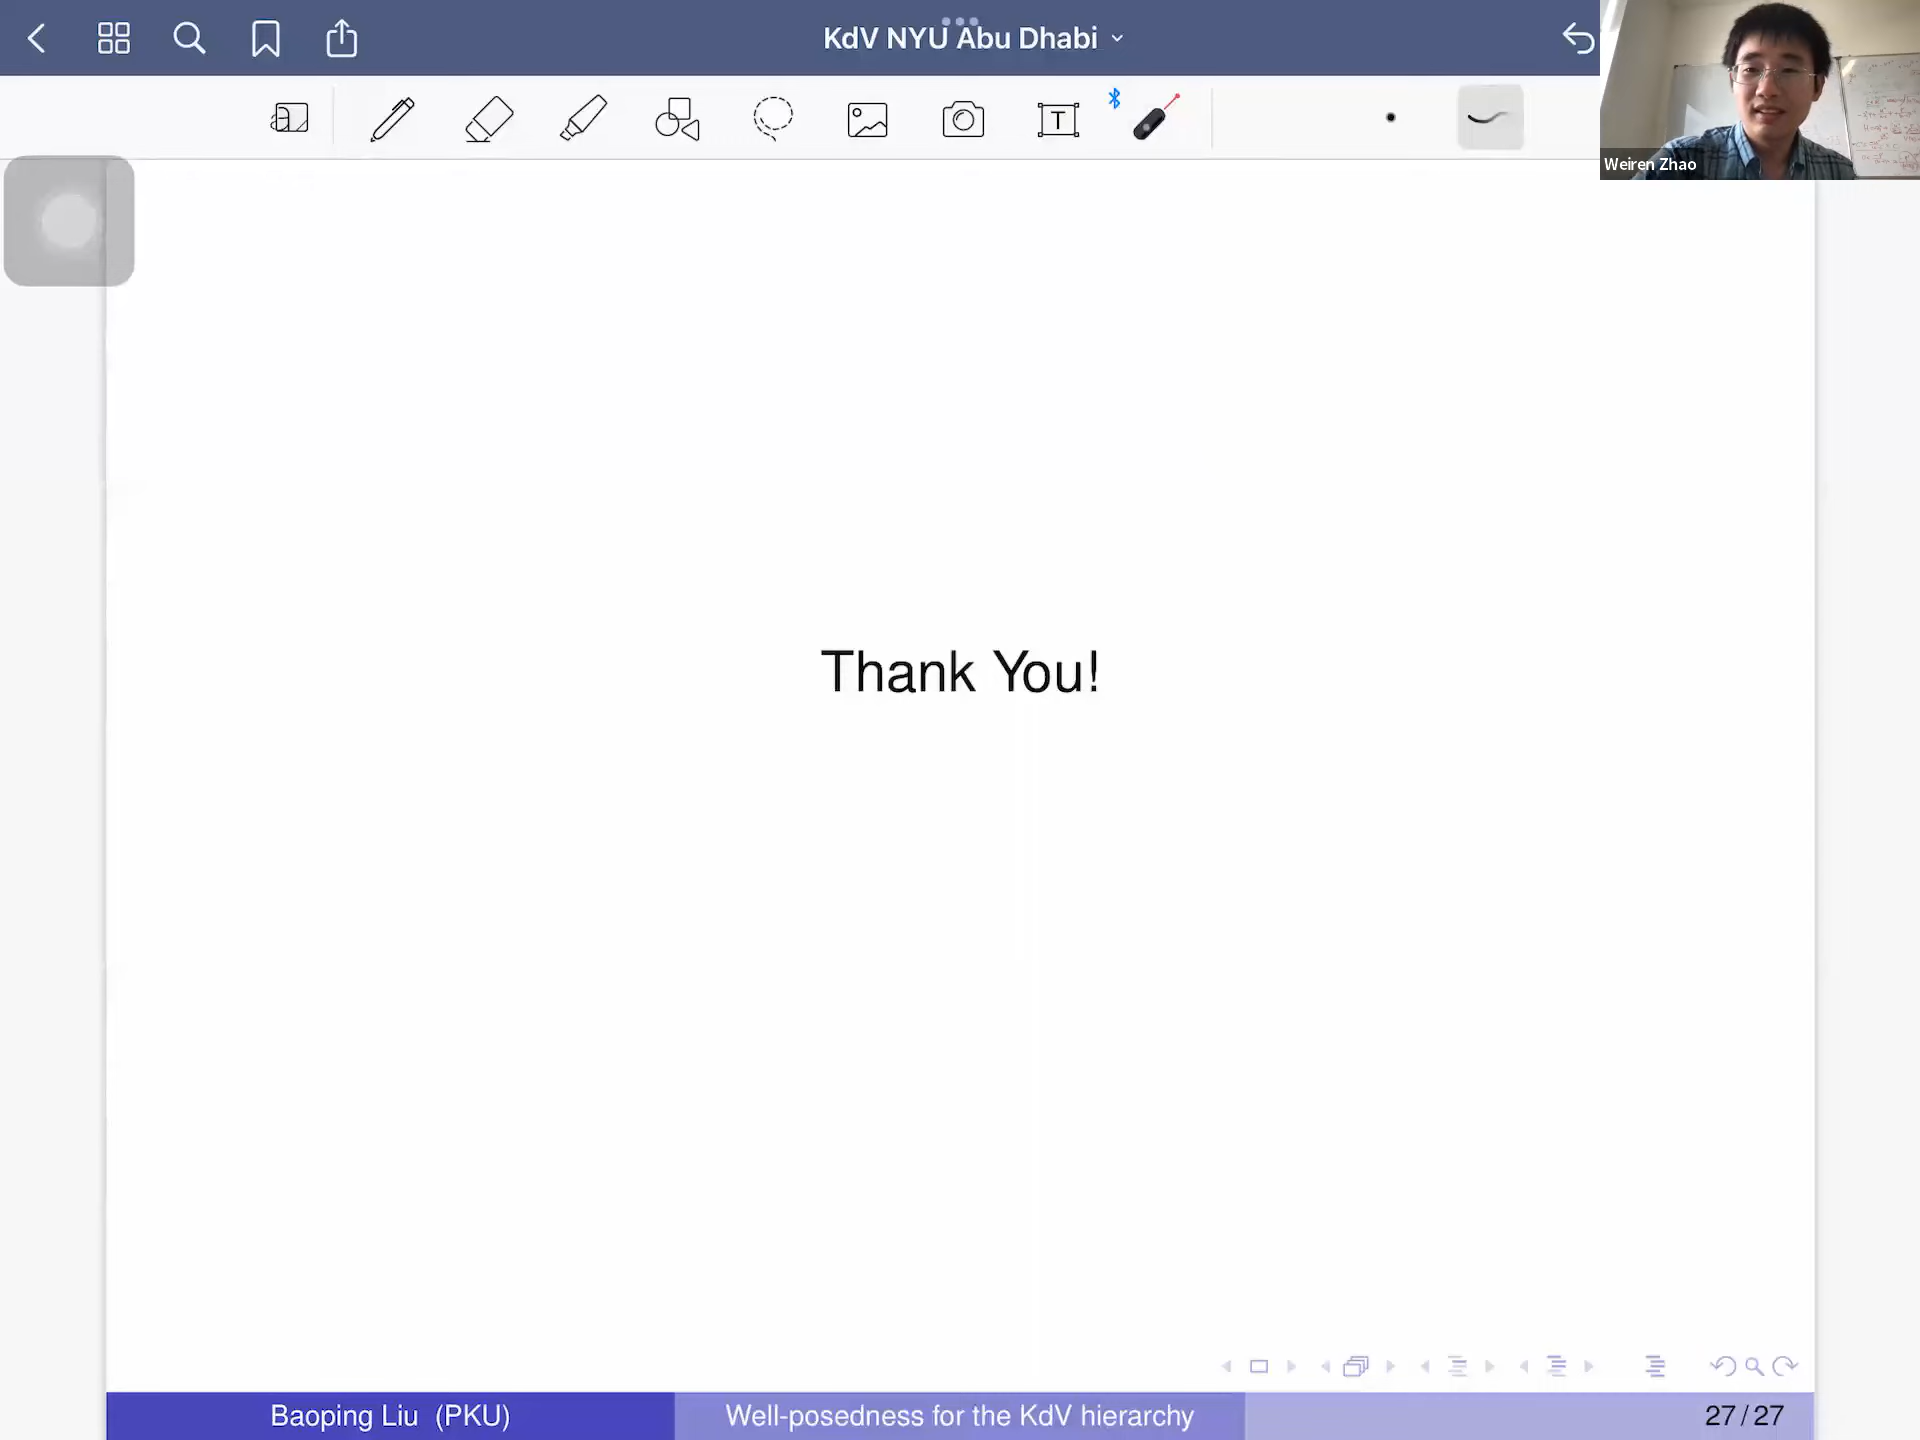 KdV NYU Abu Dhabi
T
Weiren Zhao
Thank You!
Baoping Liu (PKU)
Well-posedness for the KdV hierarchy
27/27